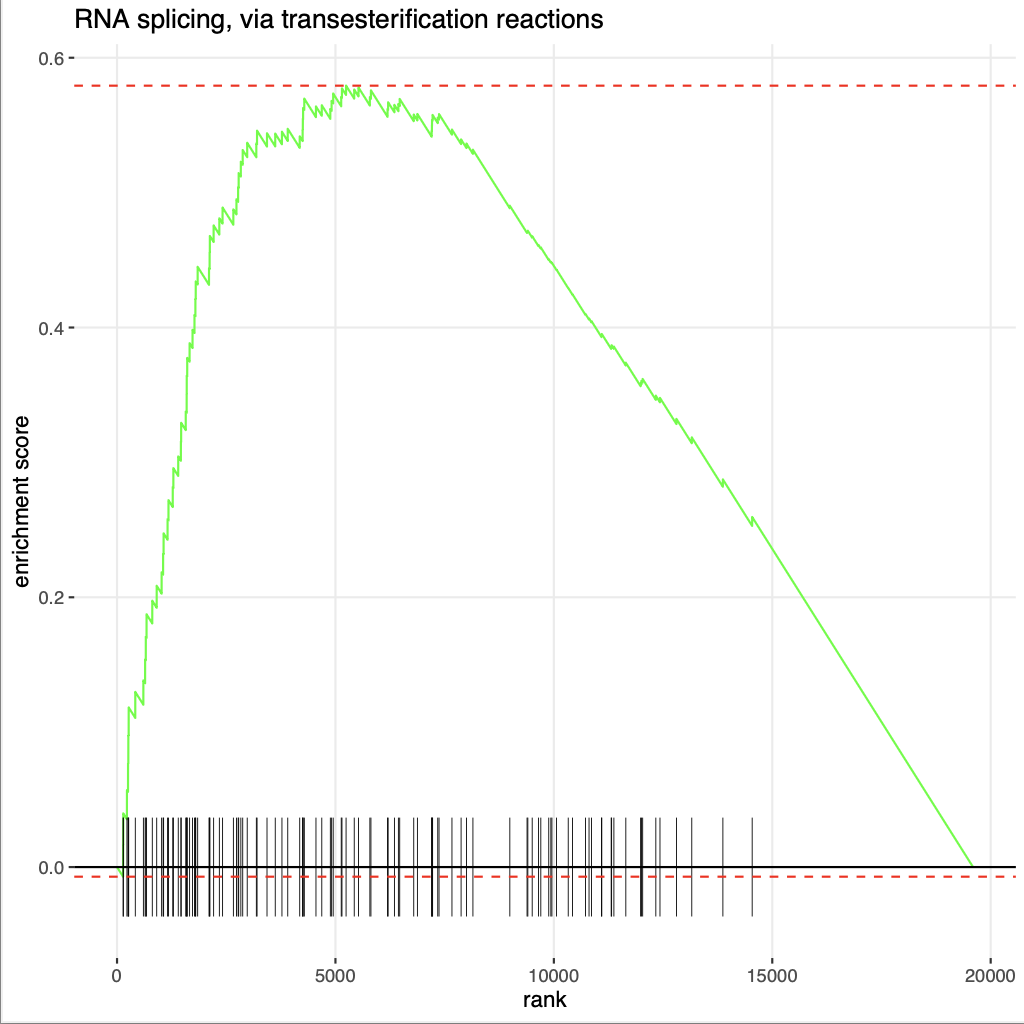 RNA splicing, via transesterification reactions
0.6
0.4
0.2
0.0
enrichment score
0 5000 10000 15000 20000
rank